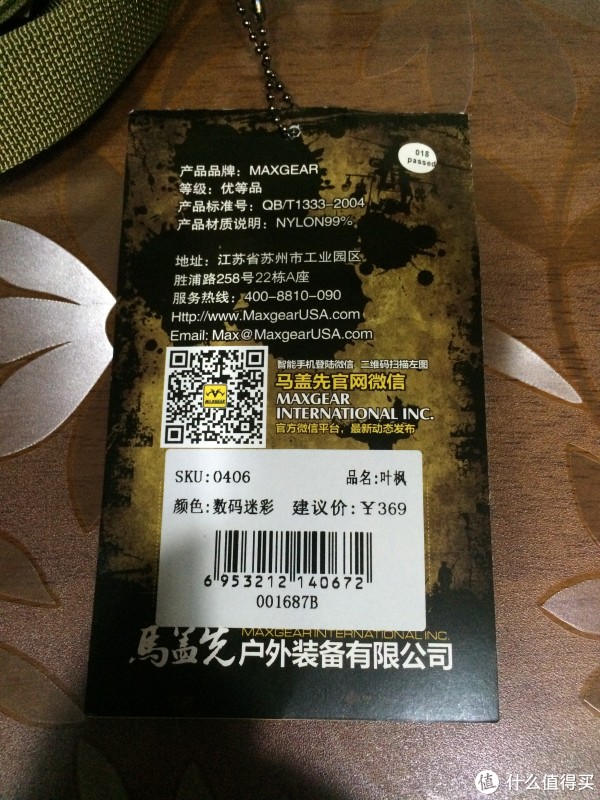 018
passed
产品品牌：MAXGEAR
等级：优等品
产品标准号：QB/T1333-2004
产品材质说明：NYLON99%
地址：江苏省苏州市工业园区
胜浦路258号22栋A座
服务热线：400-8810-090
Http://www.MaxgearUSA.com
Email: Max@MaxgearUSA.com
智能手机登陆微信 二维码扫描左图
马盖先官网微信
MAXGEAR
INTERNATIONAL INC.
官方微信平台，最新动态发布
SKU:0406 品名:叶枫
颜色:数码迷彩 建议价:￥369
6 953212 140672
001687B
MAXGEAR INTERNATIONAL INC.
馬盖先户外装备有限公司
值 什么值得买